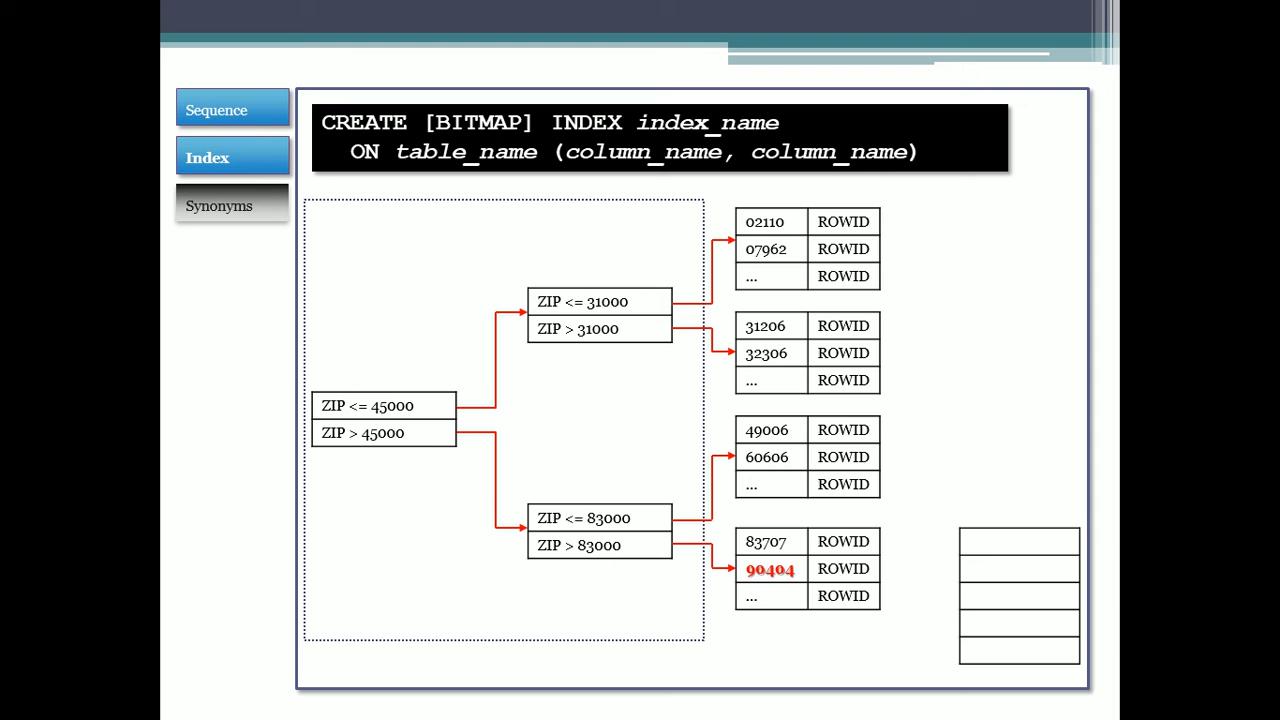 Sequence
Index
Synonyms
CREATE [BITMAP] INDEX index_name
ON table_name (column_name, column_name)
ZIP <= 45000
ZIP > 45000
ZIP <= 31000
ZIP > 31000
ZIP <= 83000
ZIP > 83000
02110 ROWID
07962 ROWID
... ROWID
31206 ROWID
32306 ROWID
... ROWID
49006 ROWID
60606 ROWID
... ROWID
83707 ROWID
90404 ROWID
... ROWID